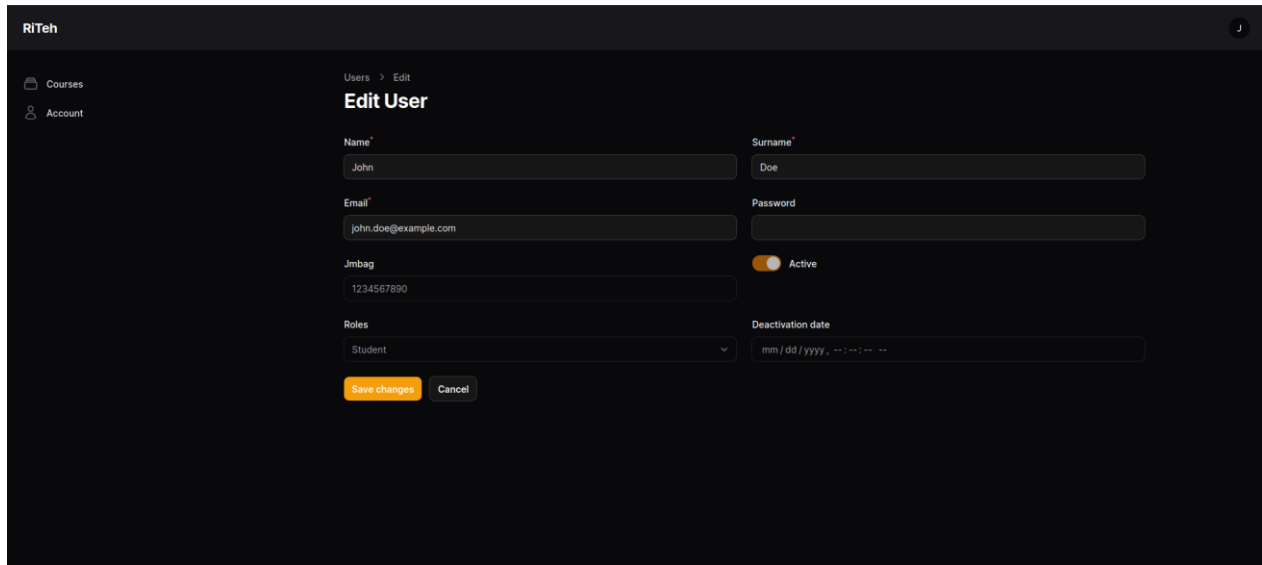 RiTeh
J
Courses
Account
Users > Edit
Edit User
Name*
John
Surname*
Doe
Email*
john.doe@example.com
Password
Jmbag
1234567890
Active
Roles
Student
Deactivation date
mm/dd/yyyy, --:--:-- --
Save changes
Cancel